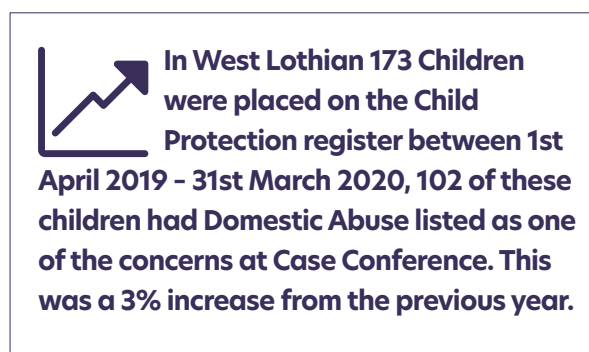 In West Lothian 173 Children
were placed on the Child
Protection register between 1st
April 2019 – 31st March 2020, 102 of these
children had Domestic Abuse listed as one
of the concerns at Case Conference. This
was a 3% increase from the previous year.